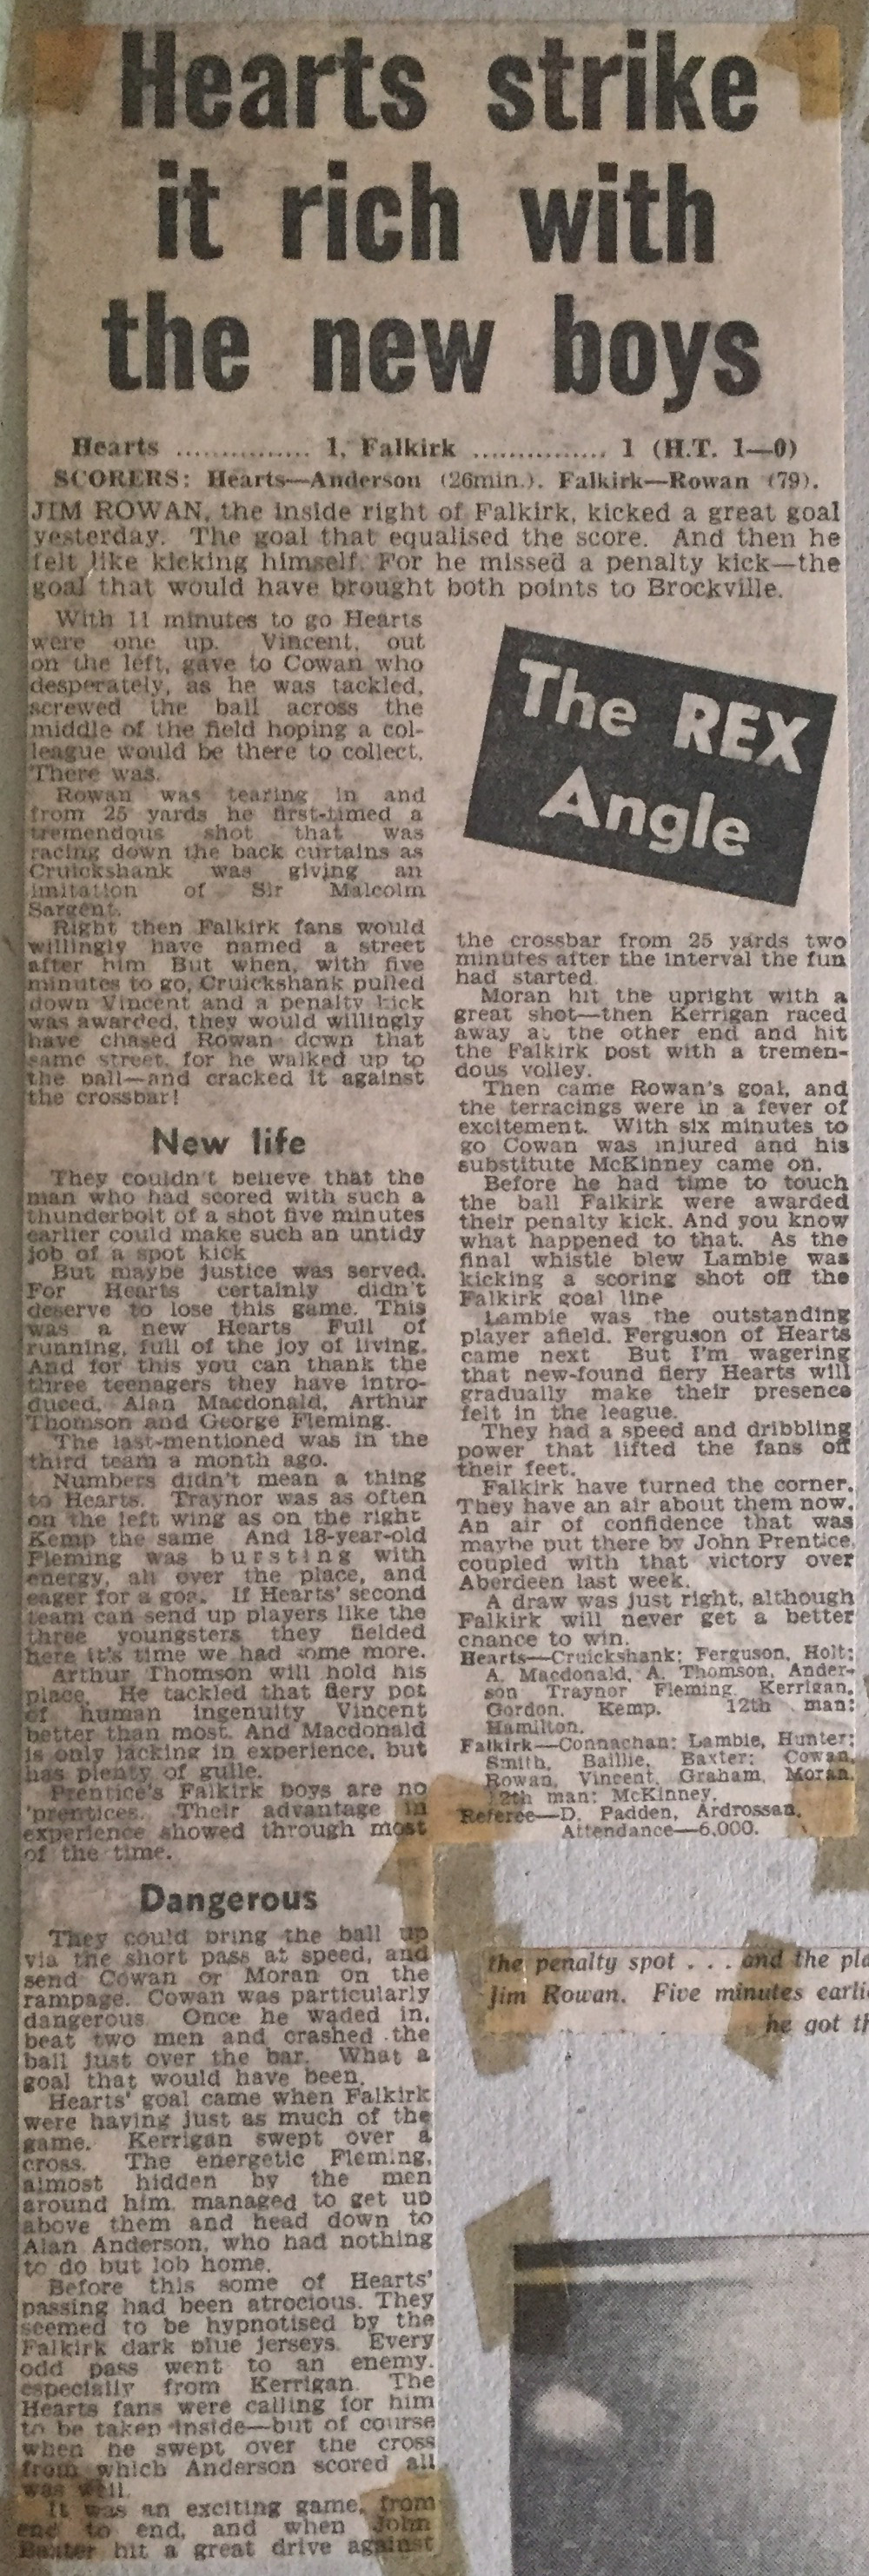 Hearts strike
it rich with
the new boys
Hearts ............... 1, Falkirk ............... 1 (H.T. 1—0)
SCORERS: Hearts—Anderson (26min.). Falkirk—Rowan (79).
JIM ROWAN, the inside right of Falkirk, kicked a great goal
yesterday. The goal that equalised the score. And then he
felt like kicking himself. For he missed a penalty kick—the
goal that would have brought both points to Brockville.
With 11 minutes to go Hearts
were one up. Vincent, out
on the left, gave to Cowan who
desperately, as he was tackled,
screwed the ball across the
middle of the field hoping a col-
league would be there to collect.
There was.
Rowan was tearing in and
from 25 yards he first-timed a
tremendous shot that was
racing down the back curtains as
Cruickshank was giving an
imitation of Sir Malcolm
Sargent.
Right then Falkirk fans would
willingly have named a street
after him But when, with five
minutes to go, Cruickshank pulled
down Vincent and a penalty kick
was awarded, they would willingly
have chased Rowan down that
same street, for he walked up to
the ball—and cracked it against
the crossbar!
New life
They couldn't believe that the
man who had scored with such a
thunderbolt of a shot five minutes
earlier could make such an untidy
job of a spot kick
But maybe justice was served.
For Hearts certainly didn't
deserve to lose this game. This
was a new Hearts Full of
running, full of the joy of living.
And for this you can thank the
three teenagers they have intro-
duced, Alan Macdonald, Arthur
Thomson and George Fleming.
The last-mentioned was in the
third team a month ago.
Numbers didn't mean a thing
to Hearts. Traynor was as often
on the left wing as on the right
Kemp the same And 18-year-old
Fleming was bursting with
energy, all over the place, and
eager for a goa. If Hearts' second
team can send up players like the
three youngsters they fielded
here it's time we had some more.
Arthur Thomson will hold his
place. He tackled that fiery pot
of human ingenuity Vincent
better than most. And Macdonald
is only lacking in experience, but
has plenty of guile.
Prentice's Falkirk boys are no
'prentices. Their advantage in
experience showed through most
of the time.
Dangerous
They could bring the ball up
via the short pass at speed, and
send Cowan or Moran on the
rampage. Cowan was particularly
dangerous Once he waded in,
beat two men and crashed the
ball just over the bar. What a
goal that would have been.
Hearts' goal came when Falkirk
were having just as much of the
game. Kerrigan swept over a
cross. The energetic Fleming,
almost hidden by the men
around him, managed to get up
above them and head down to
Alan Anderson, who had nothing
to do but lob home.
Before this some of Hearts'
passing had been atrocious. They
seemed to be hypnotised by the
Falkirk dark blue jerseys. Every
odd pass went to an enemy,
especially from Kerrigan. The
Hearts fans were calling for him
to be taken inside—but of course
when he swept over the cross
from which Anderson scored all
was well.
It was an exciting game, from
end to end, and when John
Baxter hit a great drive against
The REX
Angle
the crossbar from 25 yards two
minutes after the interval the fun
had started.
Moran hit the upright with a
great shot—then Kerrigan raced
away at the other end and hit
the Falkirk post with a tremen-
dous volley.
Then came Rowan's goal, and
the terracings were in a fever of
excitement. With six minutes to
go Cowan was injured and his
substitute McKinney came on.
Before he had time to touch
the ball Falkirk were awarded
their penalty kick. And you know
what happened to that. As the
final whistle blew Lambie was
kicking a scoring shot off the
Falkirk goal line
Lambie was the outstanding
player afield. Ferguson of Hearts
came next But I'm wagering
that new-found fiery Hearts will
gradually make their presence
felt in the league.
They had a speed and dribbling
power that lifted the fans off
their feet.
Falkirk have turned the corner.
They have an air about them now.
An air of confidence that was
maybe put there by John Prentice,
coupled with that victory over
Aberdeen last week.
A draw was just right, although
Falkirk will never get a better
chance to win.
Hearts—Cruickshank; Ferguson, Holt;
A. Macdonald, A. Thomson, Ander-
son Traynor Fleming Kerrigan,
Gordon, Kemp. 12th man:
Hamilton.
Falkirk—Connachan; Lambie, Hunter;
Smith, Baillie, Baxter; Cowan,
Rowan, Vincent, Graham, Moran.
12th man: McKinney.
Referee—D. Padden, Ardrossan.
Attendance—6,000.
the penalty spot . . . and the pla
Jim Rowan. Five minutes earli
he got th